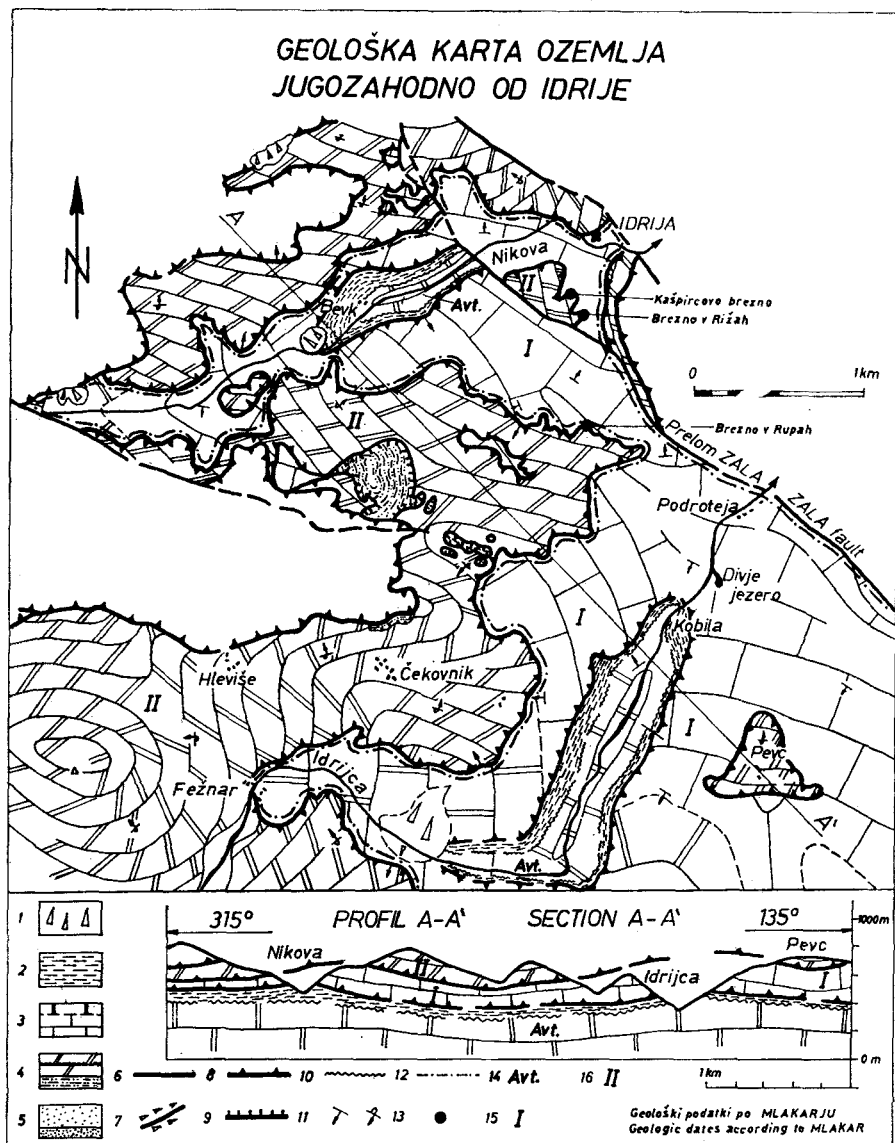 GEOLOŠKA KARTA OZEMLJA
JUGOZAHODNO OD IDRIJE
N
A
IDRIJA
Nikova
II
Kašpircovo brezno
Brezno v Rižah
Bevk
Avt.
I
0 1km
II
Brezno v Rupah
Prelom ZALA
ZALA fault
Podroteja
Divje
jezero
I
Kobila
Hleviše
Čekovnik
II
I
Pevc
Idrijca
Fežnar
A'
Avt.
315° PROFIL A-A' SECTION A-A' 135°
1000m
Nikova
II
Pevc
I
Idrijca
Avt.
0 m
1km
1
2
3
4
5
6 8 10 12 14 Avt. 16 II
7 9 11 13 15 I
Geološki podatki po MLAKARJU
Geologic dates according to MLAKAR